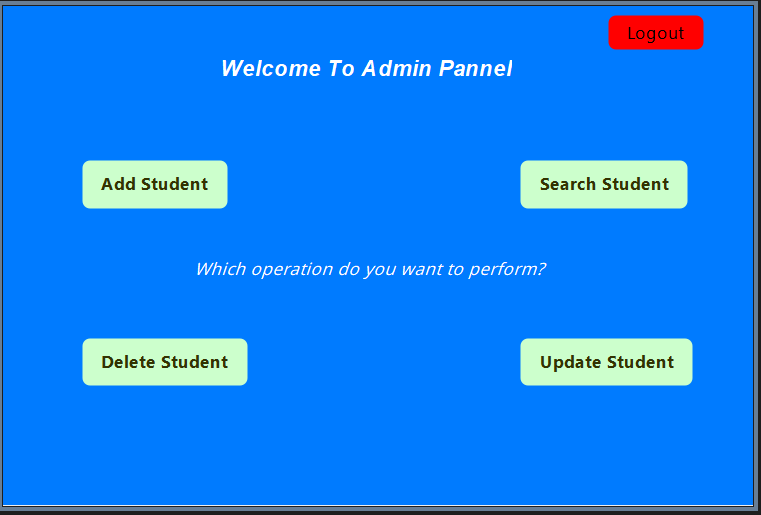 Logout
Welcome To Admin Pannel
Add Student
Search Student
Which operation do you want to perform?
Delete Student
Update Student